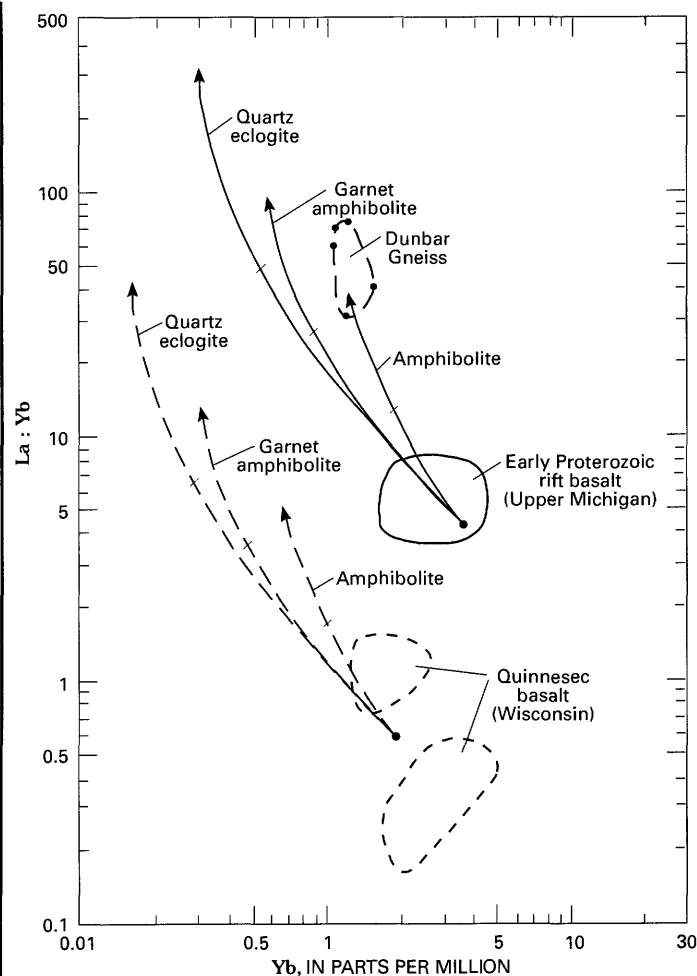 500
100
50
10
5
1
0.5
0.1
La : Yb
Quartz
eclogite
Garnet
amphibolite
Dunbar
Gneiss
Quartz
eclogite
Amphibolite
Garnet
amphibolite
Early Proterozoic
rift basalt
(Upper Michigan)
Amphibolite
Quinnesec
basalt
(Wisconsin)
0.01
0.5
1
5
10
30
Yb, IN PARTS PER MILLION